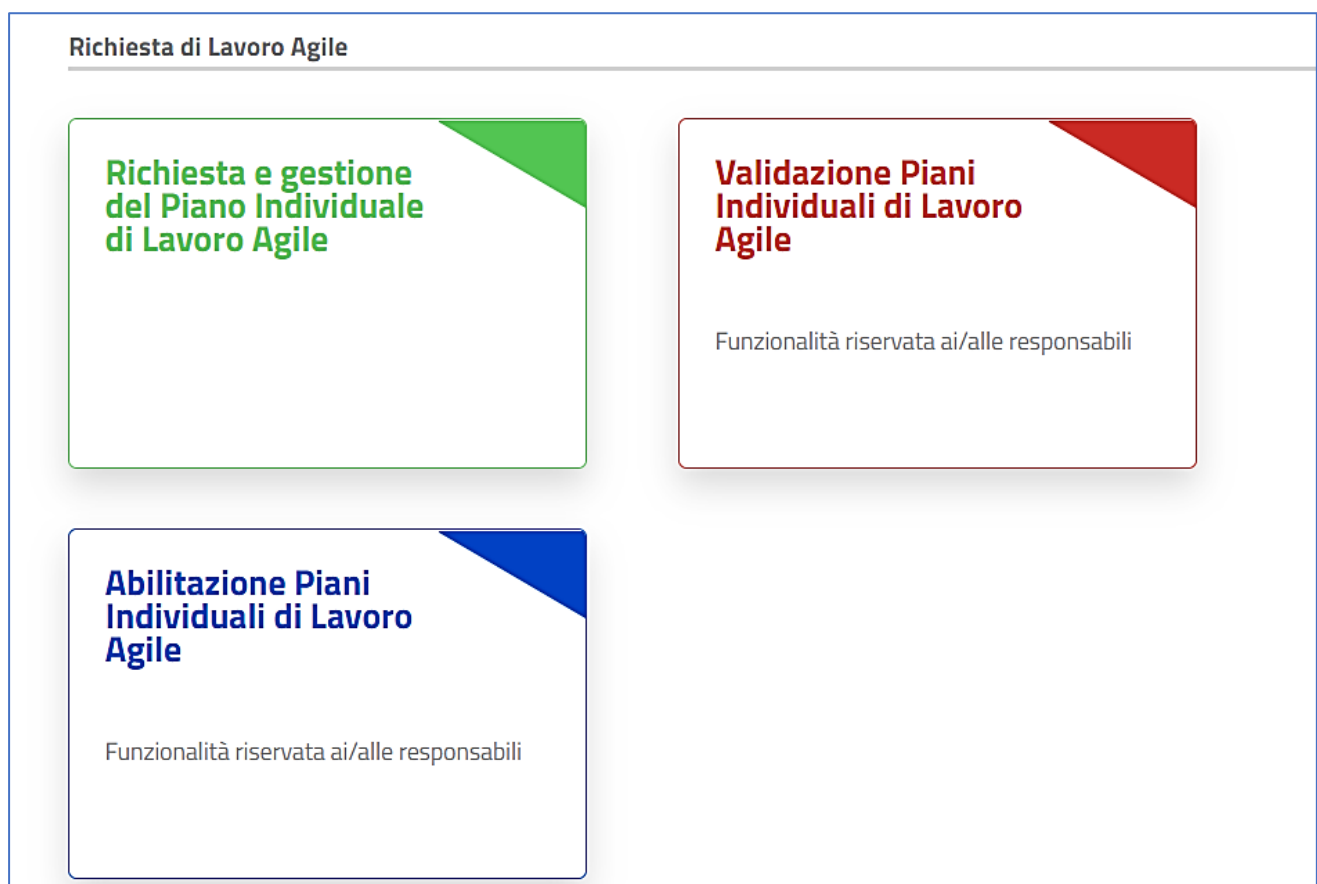 Richiesta di Lavoro Agile
Richiesta e gestione
del Piano Individuale
di Lavoro Agile
Validazione Piani
Individuali di Lavoro
Agile
Funzionalità riservata ai/alle responsabili
Abilitazione Piani
Individuali di Lavoro
Agile
Funzionalità riservata ai/alle responsabili